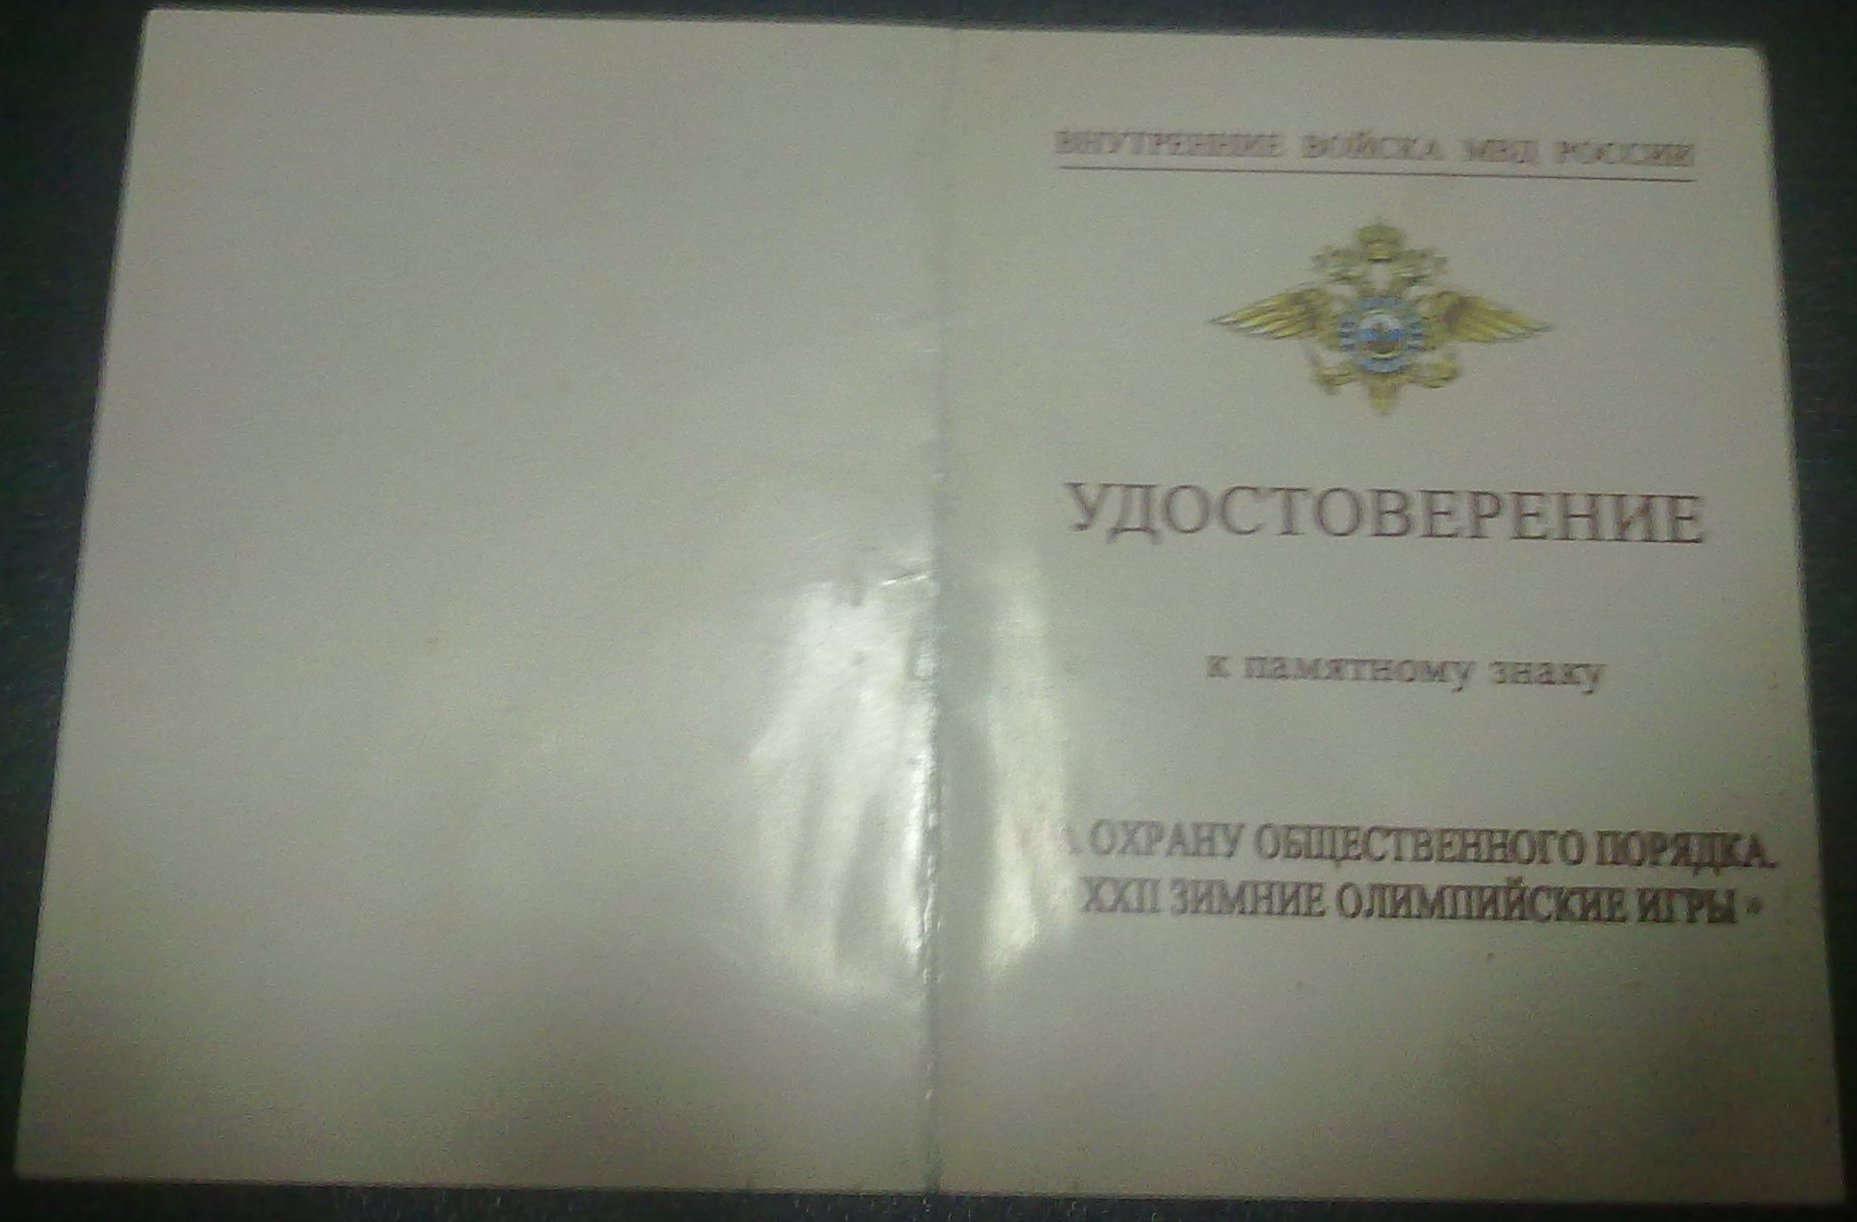 ВНУТРЕННИЕ ВОЙСКА МВД РОССИИ
УДОСТОВЕРЕНИЕ
к памятному знаку
ОХРАНУ ОБЩЕСТВЕННОГО ПОРЯДКА.
XXII ЗИМНИЕ ОЛИМПИЙСКИЕ ИГРЫ»